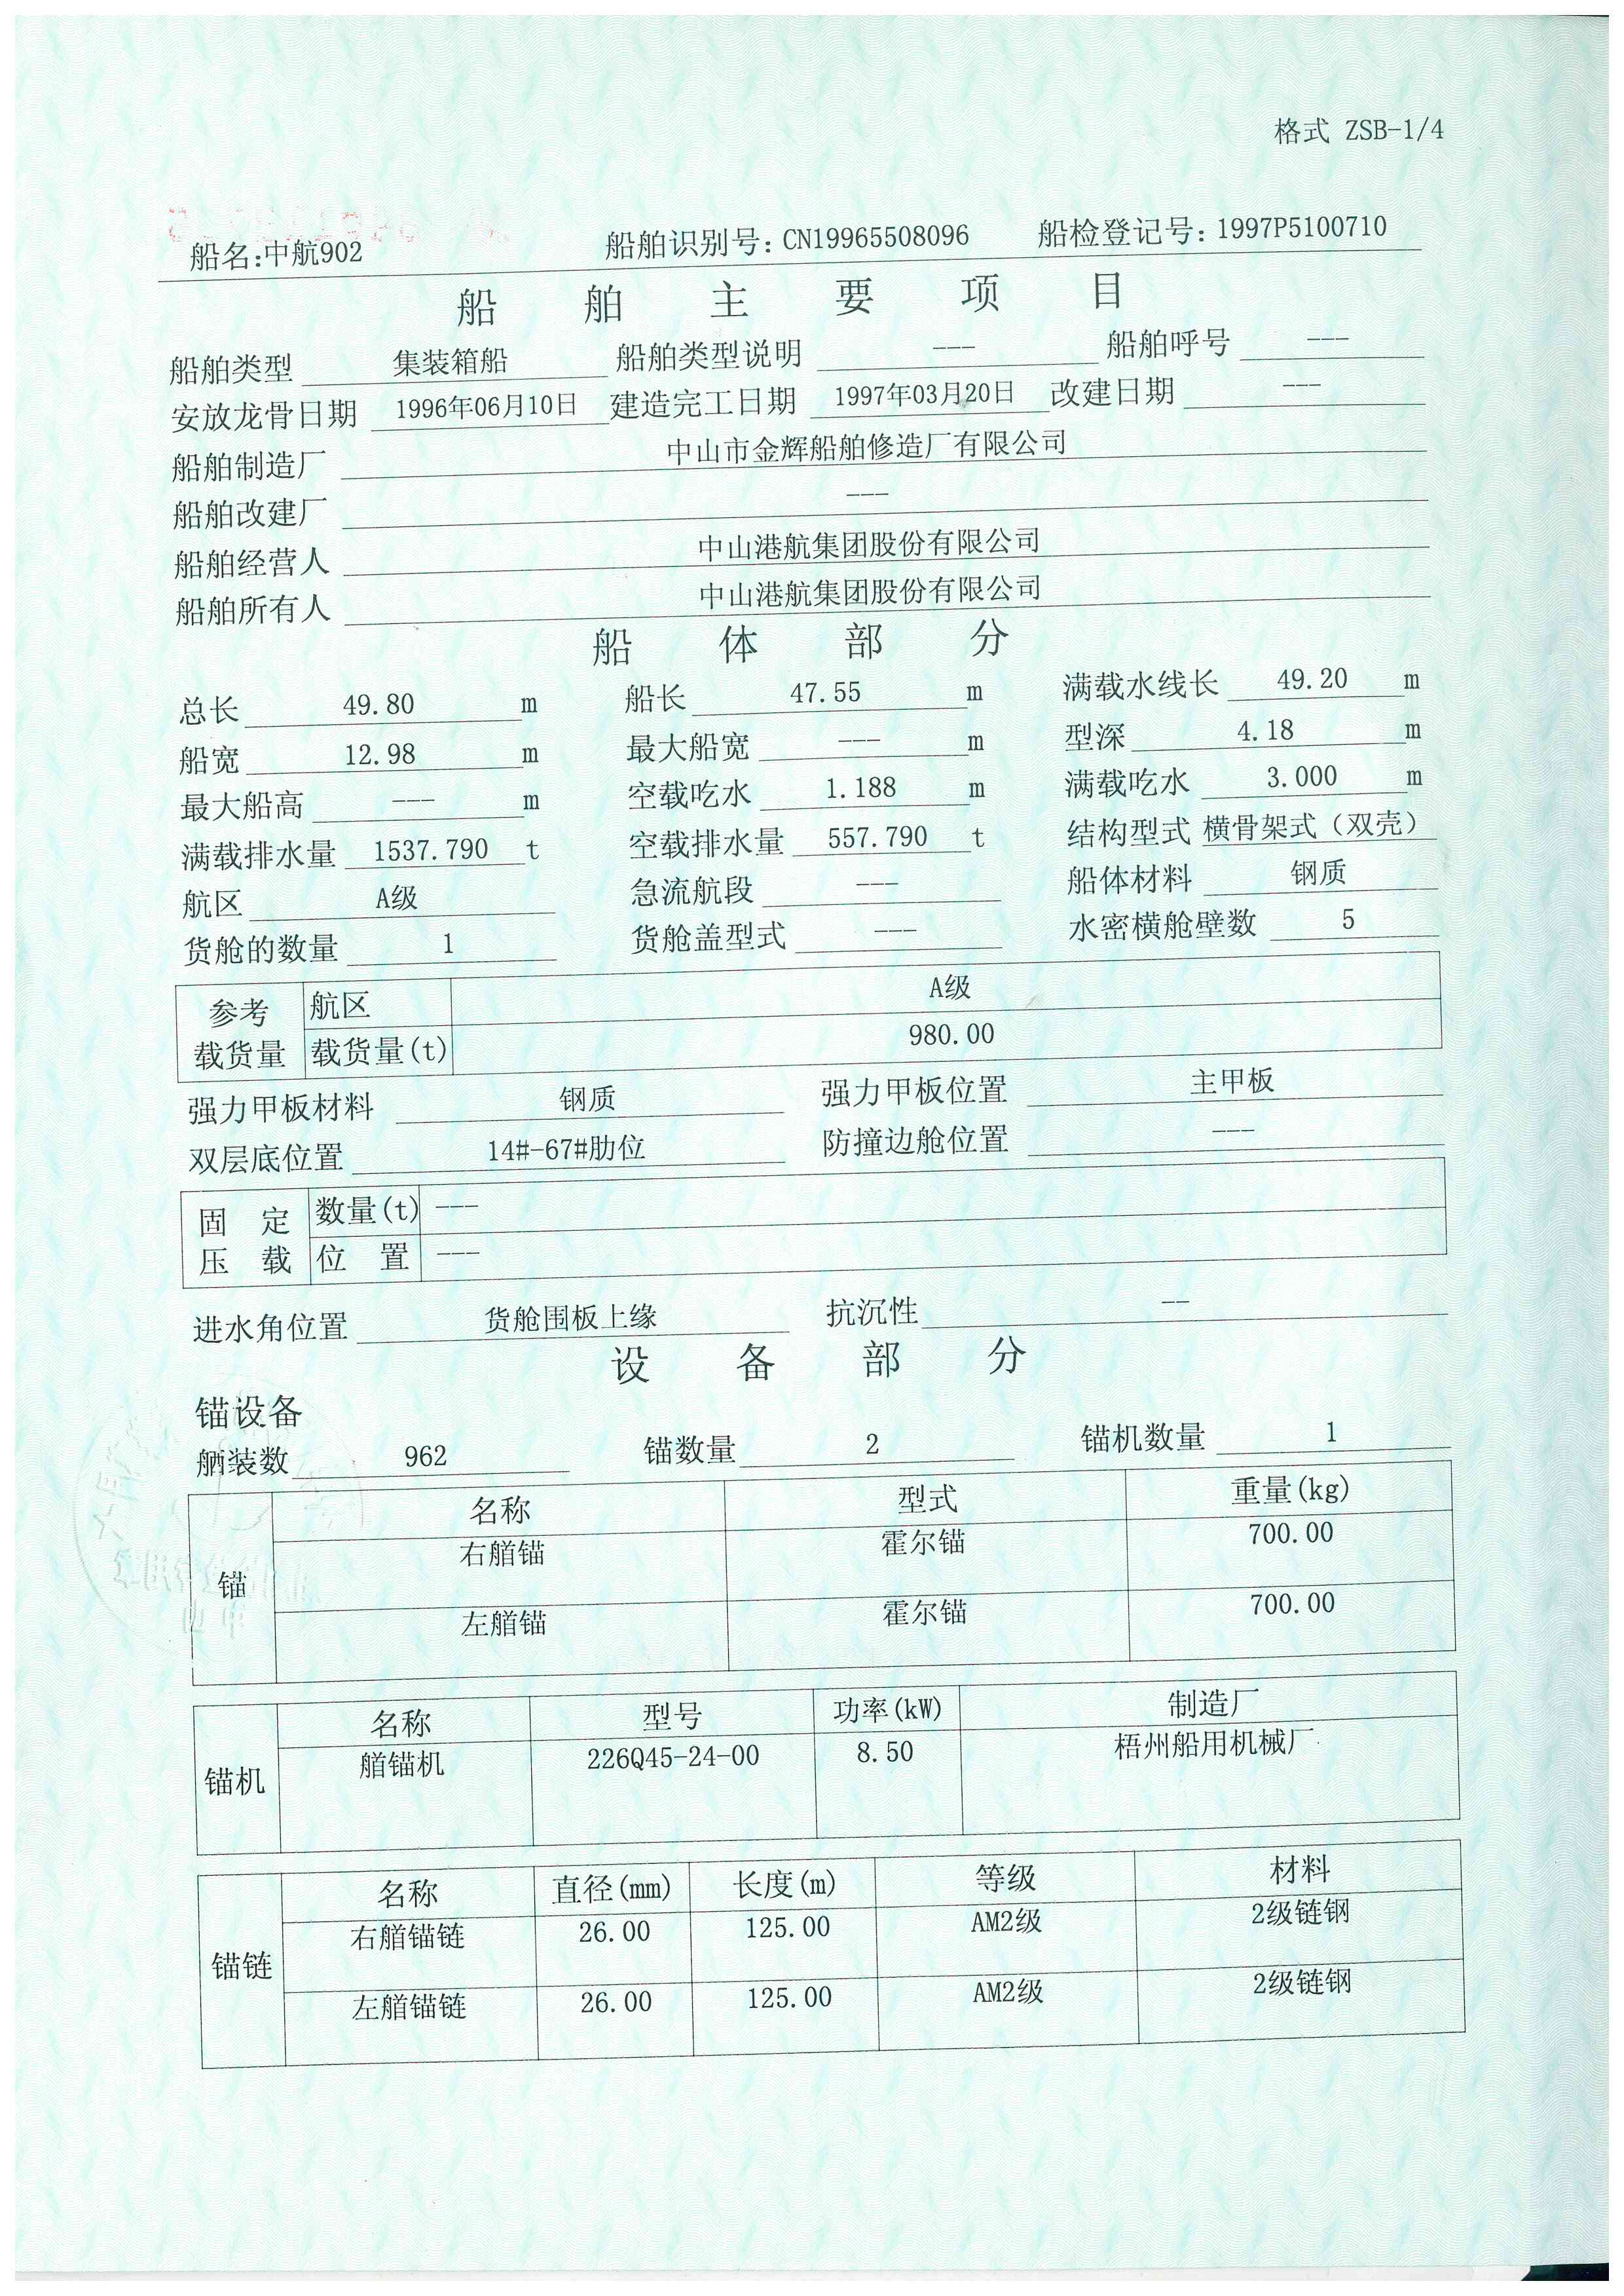 格式 ZSB-1/4
船名:中航902 船舶识别号: CN19965508096 船检登记号: 1997P5100710
船舶主要项目
船舶类型 集装箱船 船舶类型说明 --- 船舶呼号 ---
安放龙骨日期 1996年06月10日 建造完工日期 1997年03月20日 改建日期 ---
船舶制造厂 中山市金辉船舶修造厂有限公司
船舶改建厂 ---
船舶经营人 中山港航集团股份有限公司
船舶所有人 中山港航集团股份有限公司
船体部分
总长 49.80 m 船长 47.55 m 满载水线长 49.20 m
船宽 12.98 m 最大船宽 --- m 型深 4.18 m
最大船高 --- m 空载吃水 1.188 m 满载吃水 3.000 m
满载排水量 1537.790 t 空载排水量 557.790 t 结构型式 横骨架式（双壳）
航区 A级 急流航段 --- 船体材料 钢质
货舱的数量 1 货舱盖型式 --- 水密横舱壁数 5
参考 航区 A级
载货量 载货量(t) 980.00
强力甲板材料 钢质 强力甲板位置 主甲板
双层底位置 14#-67#肋位 防撞边舱位置 ---
固定 数量(t) ---
压载 位置 ---
进水角位置 货舱围板上缘 抗沉性 --
设备部分
锚设备
舾装数 962 锚数量 2 锚机数量 1
名称 型式 重量(kg)
右艏锚 霍尔锚 700.00
锚
左艏锚 霍尔锚 700.00
名称 型号 功率(kW) 制造厂
艏锚机 226Q45-24-00 8.50 梧州船用机械厂
锚机
名称 直径(mm) 长度(m) 等级 材料
右艏锚链 26.00 125.00 AM2级 2级链钢
锚链
左艏锚链 26.00 125.00 AM2级 2级链钢